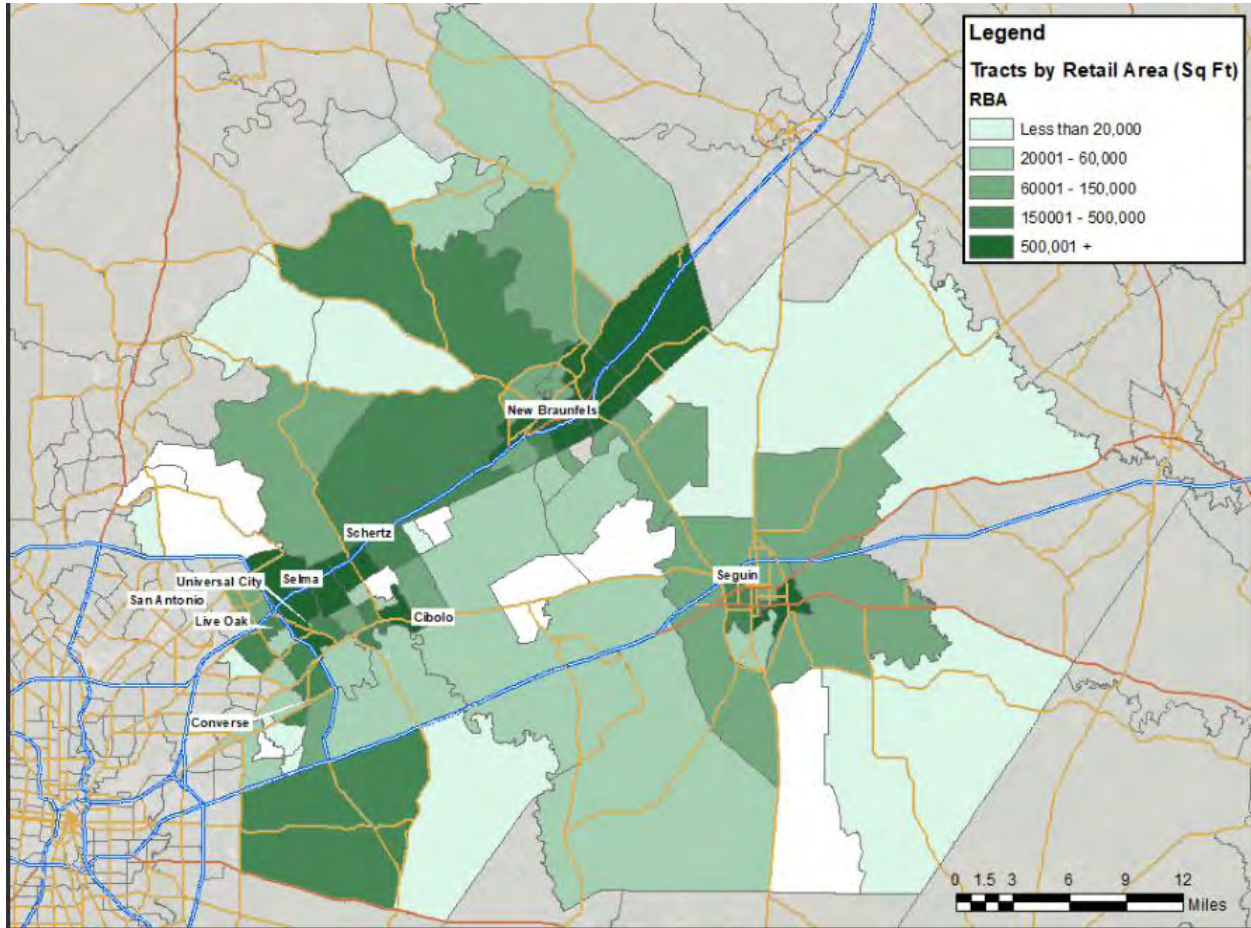 Legend
Tracts by Retail Area (Sq Ft)
RBA
Less than 20,000
20001 - 60,000
60001 - 150,000
150001 - 500,000
500,001 +
New Braunfels
Schertz
Universal City
Selma
Seguin
San Antonio
Live Oak
Cibolo
Converse
0 1.5 3 6 9 12
Miles